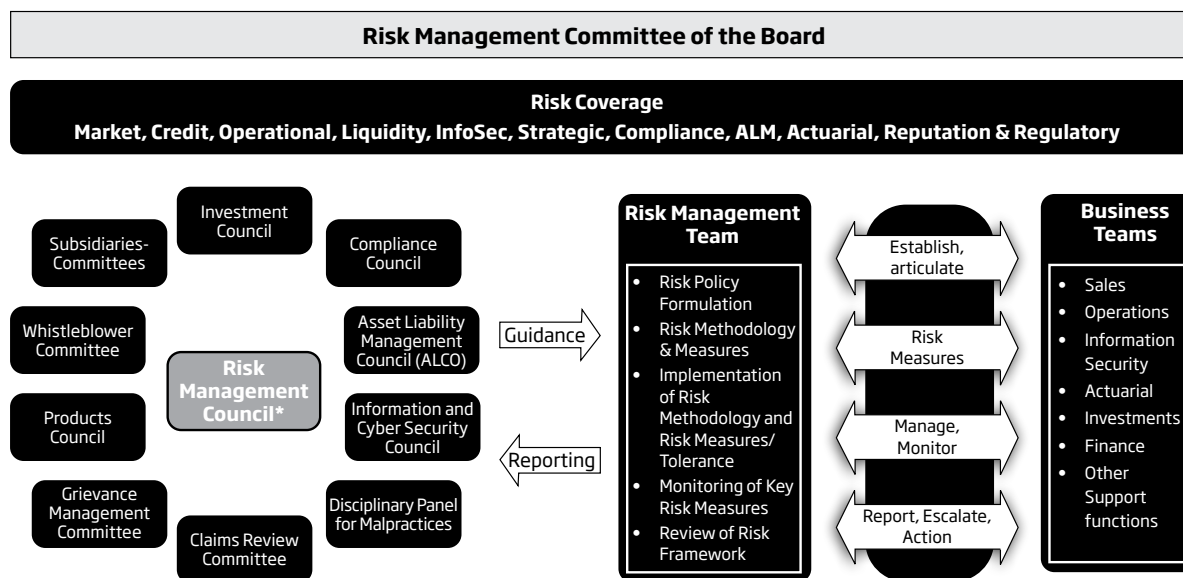 Risk Management Committee of the Board
Risk Coverage
Market, Credit, Operational, Liquidity, InfoSec, Strategic, Compliance, ALM, Actuarial, Reputation & Regulatory
Investment
Council
Subsidiaries-
Committees
Compliance
Council
Whistleblower
Committee
Asset Liability
Management
Council (ALCO)
Risk
Management
Council*
Products
Council
Information and
Cyber Security
Council
Grievance
Management
Committee
Disciplinary Panel
for Malpractices
Claims Review
Committee
Guidance
Reporting
Risk Management
Team
• Risk Policy
Formulation
• Risk Methodology
& Measures
• Implementation
of Risk
Methodology and
Risk Measures/
Tolerance
• Monitoring of Key
Risk Measures
• Review of Risk
Framework
Establish,
articulate
Risk
Measures
Manage,
Monitor
Report, Escalate,
Action
Business
Teams
• Sales
• Operations
• Information
Security
• Actuarial
• Investments
• Finance
• Other
Support
functions